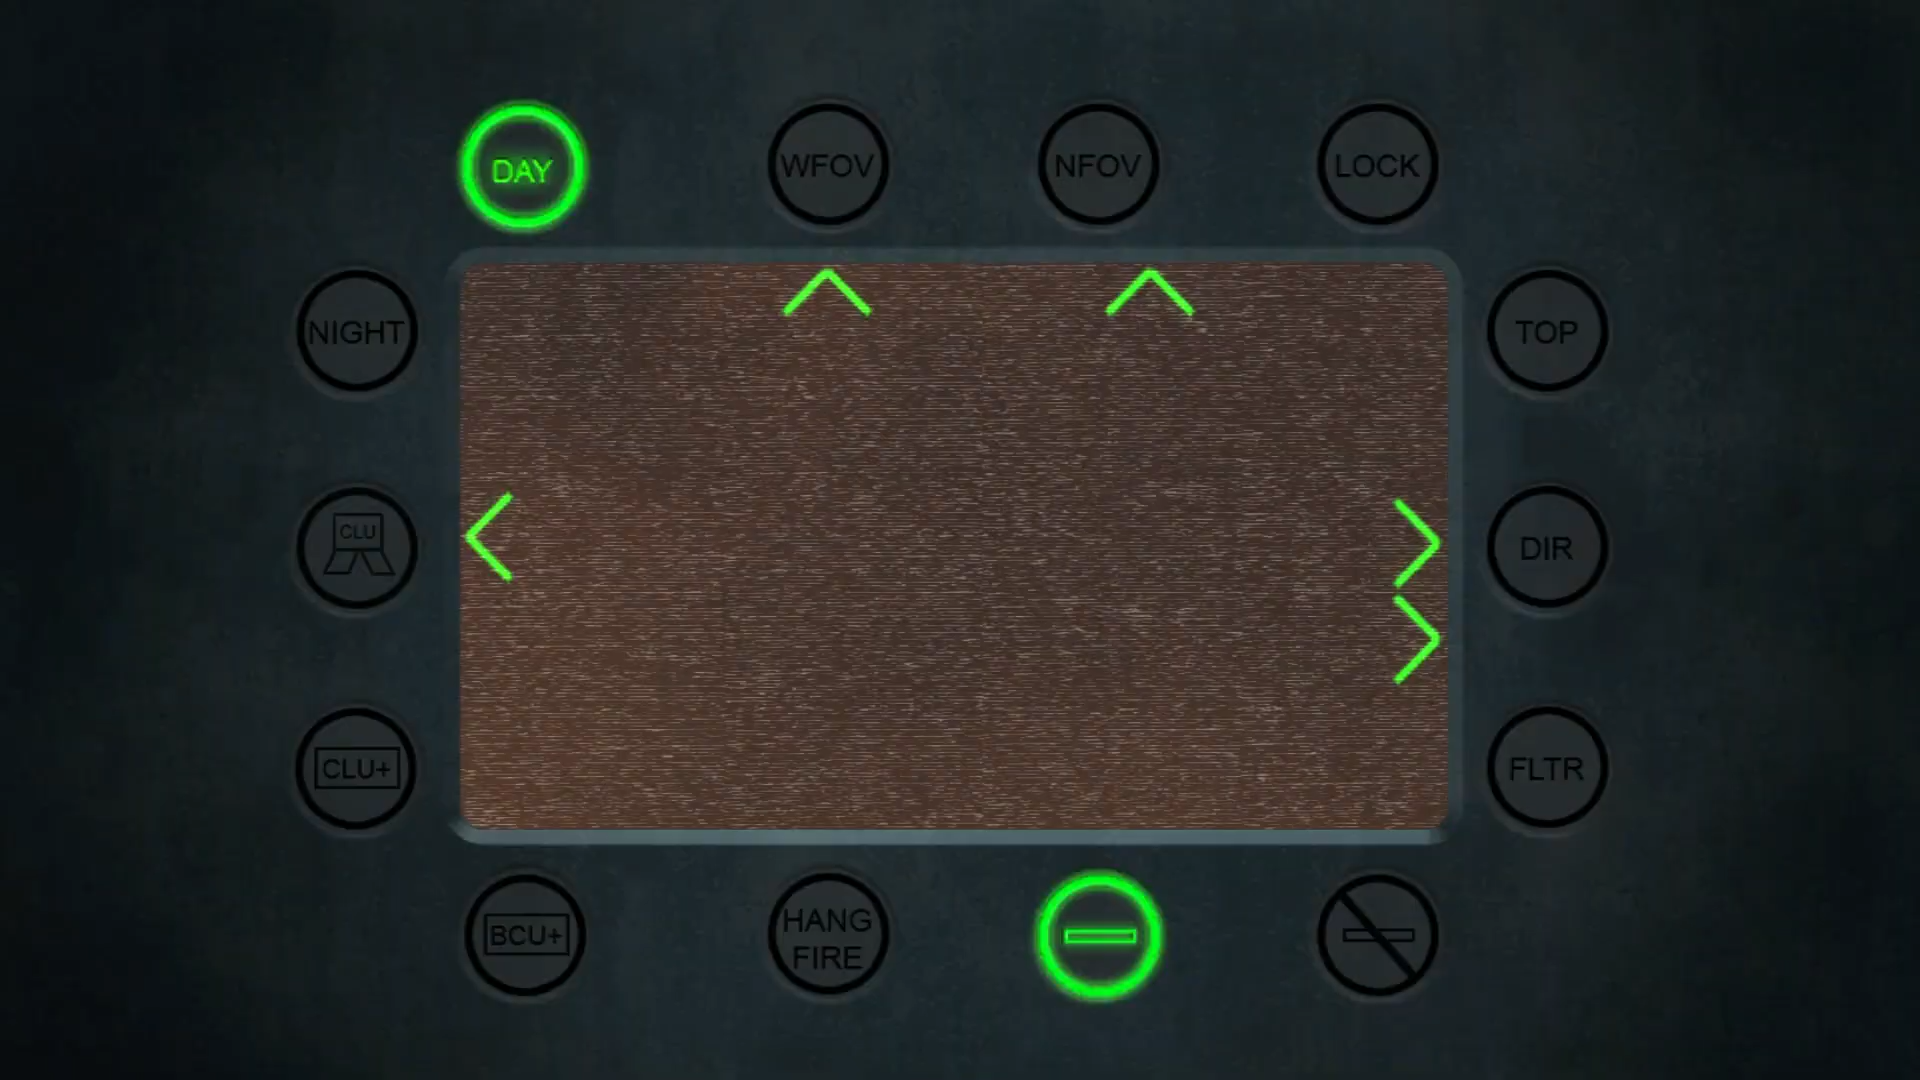 DAY
WFOV
NFOV
LOCK
NIGHT
TOP
CLU
DIR
CLU+
FLTR
BCU+
HANG
FIRE